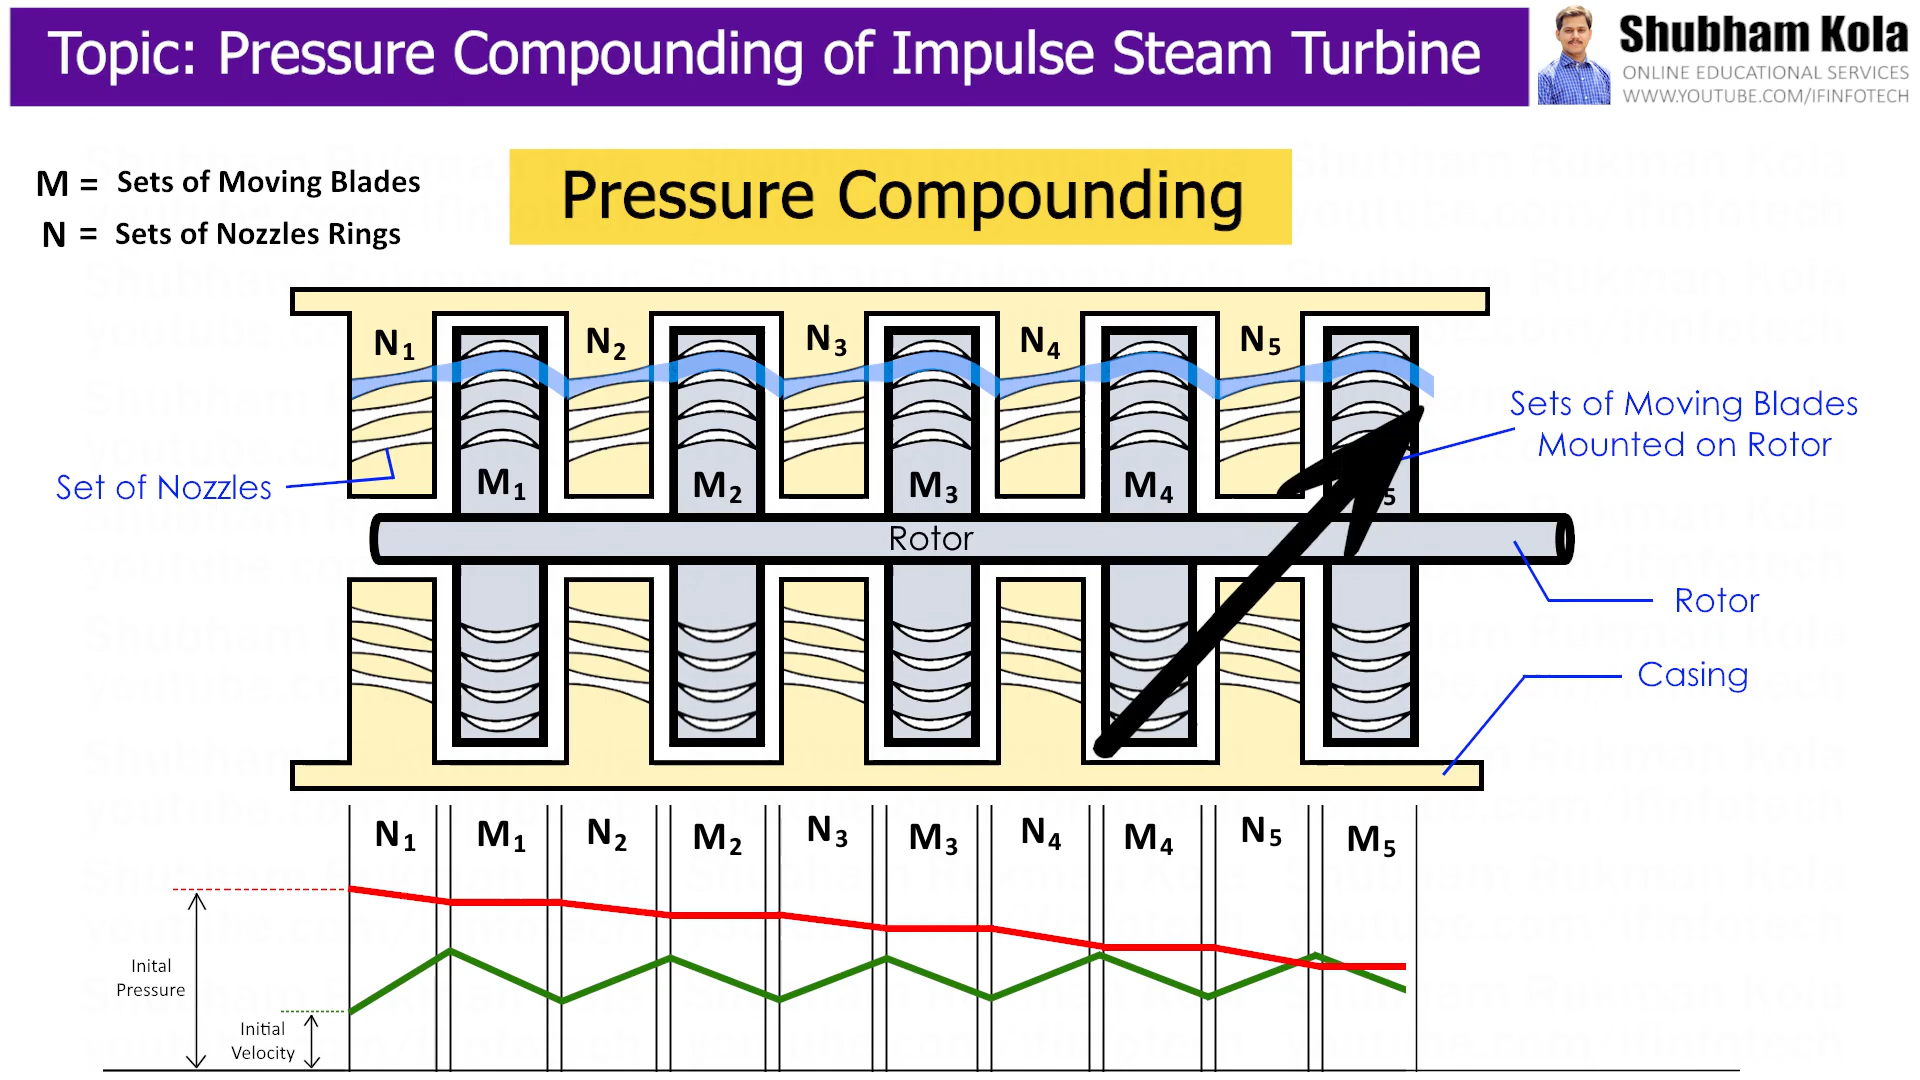 Topic: Pressure Compounding of Impulse Steam Turbine
Shubham Kola
ONLINE EDUCATIONAL SERVICES
WWW.YOUTUBE.COM/IFINFOTECH
M = Sets of Moving Blades
N = Sets of Nozzles Rings
Pressure Compounding
N1 N2 N3 N4 N5
Sets of Moving Blades
Mounted on Rotor
Set of Nozzles
M1 M2 M3 M4 5
Rotor
Rotor
Casing
N1 M1 N2 M2 N3 M3 N4 M4 N5 M5
Inital
Pressure
Initial
Velocity